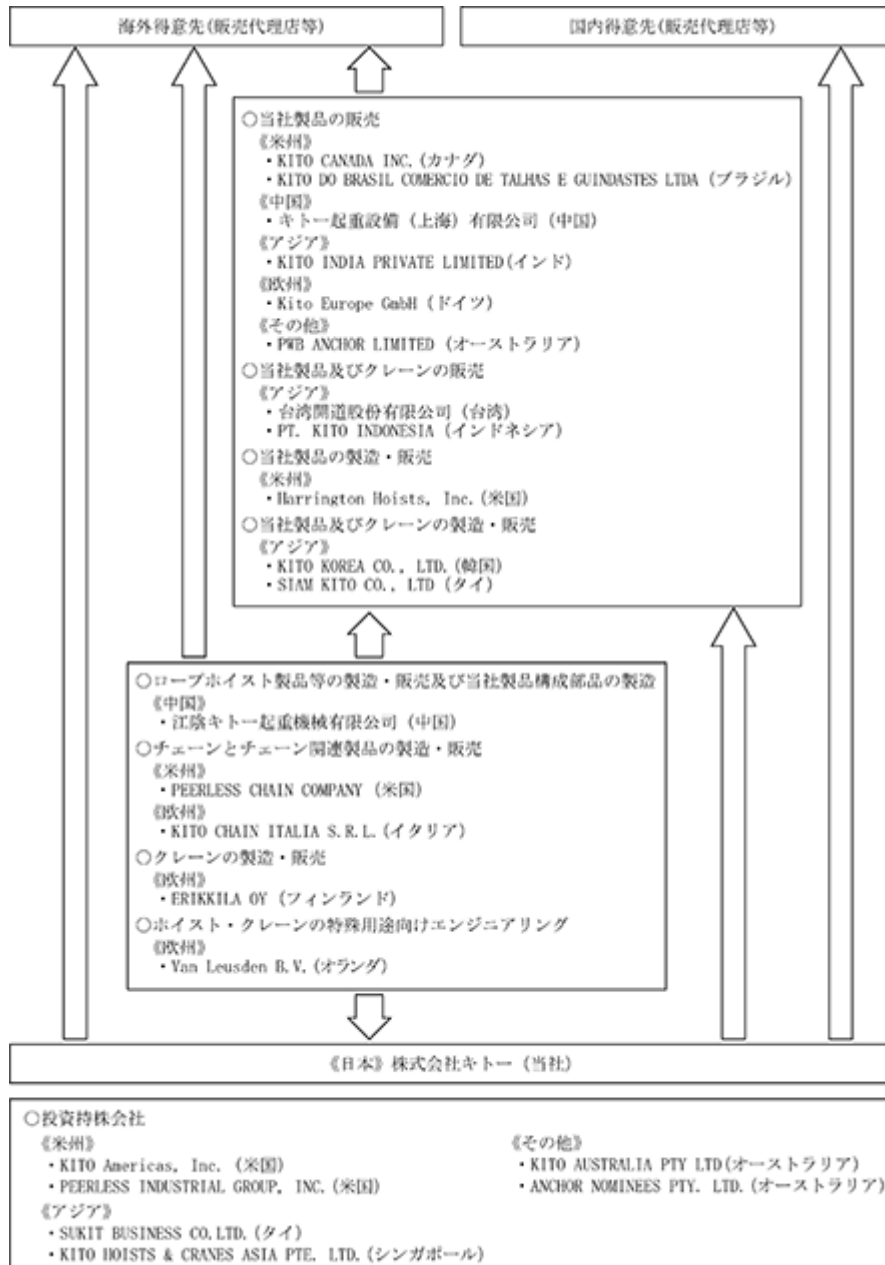 海外得意先(販売代理店等)
国内得意先(販売代理店等)
○当社製品の販売
《米州》
・KITO CANADA INC.(カナダ)
・KITO DO BRASIL COMERCIO DE TALHAS E GUINDASTES LTDA (ブラジル)
《中国》
・キトー起重設備（上海）有限公司（中国）
《アジア》
・KITO INDIA PRIVATE LIMITED(インド)
《欧州》
・Kito Europe GmbH (ドイツ)
《その他》
・PWB ANCHOR LIMITED (オーストラリア)
○当社製品及びクレーンの販売
《アジア》
・台湾開道股份有限公司（台湾）
・PT. KITO INDONESIA (インドネシア)
○当社製品の製造・販売
《米州》
・Harrington Hoists, Inc.(米国)
○当社製品及びクレーンの製造・販売
《アジア》
・KITO KOREA CO., LTD.(韓国)
・SIAM KITO CO., LTD (タイ)
○ロープホイスト製品等の製造・販売及び当社製品構成部品の製造
《中国》
・江陰キトー起重機械有限公司（中国）
○チェーンとチェーン関連製品の製造・販売
《米州》
・PEERLESS CHAIN COMPANY (米国)
《欧州》
・KITO CHAIN ITALIA S.R.L.(イタリア)
○クレーンの製造・販売
《欧州》
・ERIKKILA OY (フィンランド)
○ホイスト・クレーンの特殊用途向けエンジニアリング
《欧州》
・Van Leusden B.V.(オランダ)
《日本》株式会社キトー（当社）
○投資持株会社
《米州》
・KITO Americas, Inc. (米国)
・PEERLESS INDUSTRIAL GROUP, INC.(米国)
《アジア》
・SUKIT BUSINESS CO.LTD.(タイ)
・KITO HOISTS & CRANES ASIA PTE. LTD.(シンガポール)
《その他》
・KITO AUSTRALIA PTY LTD(オーストラリア)
・ANCHOR NOMINEES PTY. LTD.(オーストラリア)